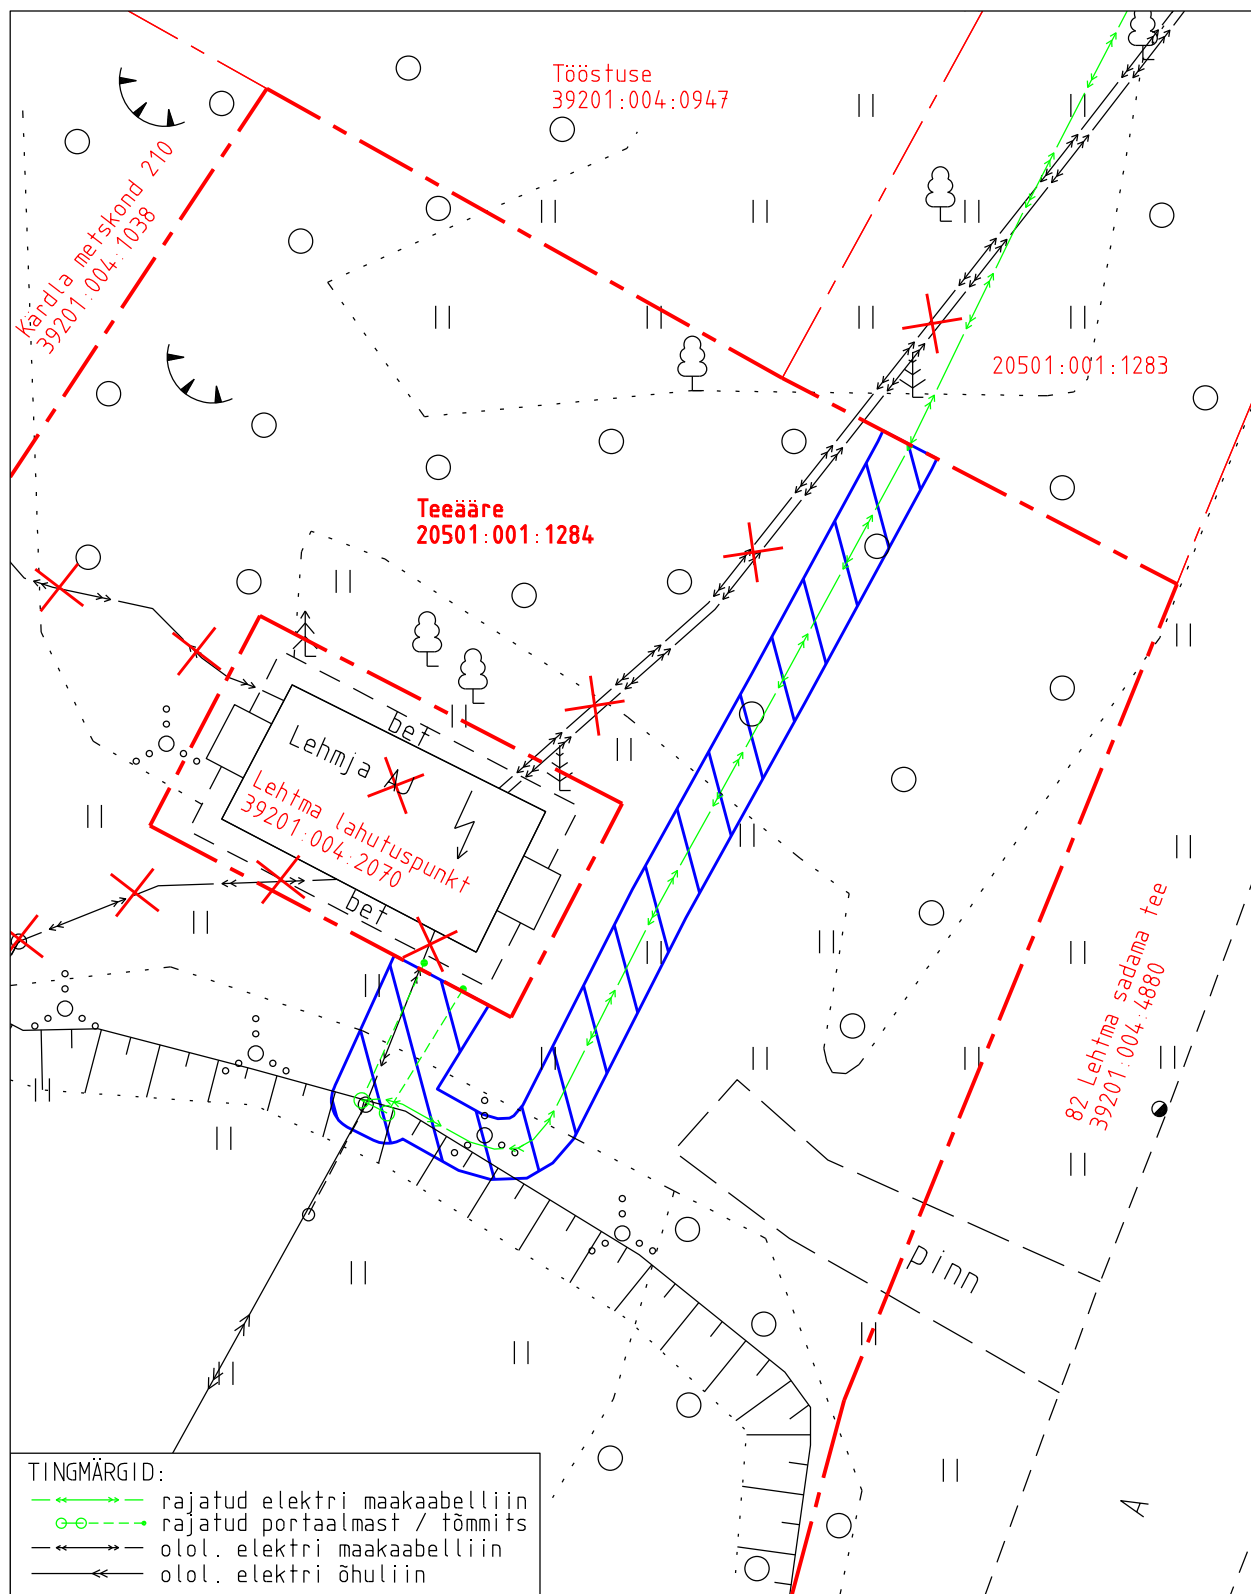 Tööstuse
39201:004:0947
Kärdla metskond 210
39201:004:1038
20501:001:1283
Teeääre
20501:001:1284
bet
Lehmja AJ
Lehtma lahutuspunkt
39201:004:2070
bet
82 Lehtma sadama tee
39201:004:4880
pinn
A
TINGMÄRGID:
rajatud elektri maakaabelliin
rajatud portaalmast / tõmmits
olol. elektri maakaabelliin
olol. elektri õhuliin